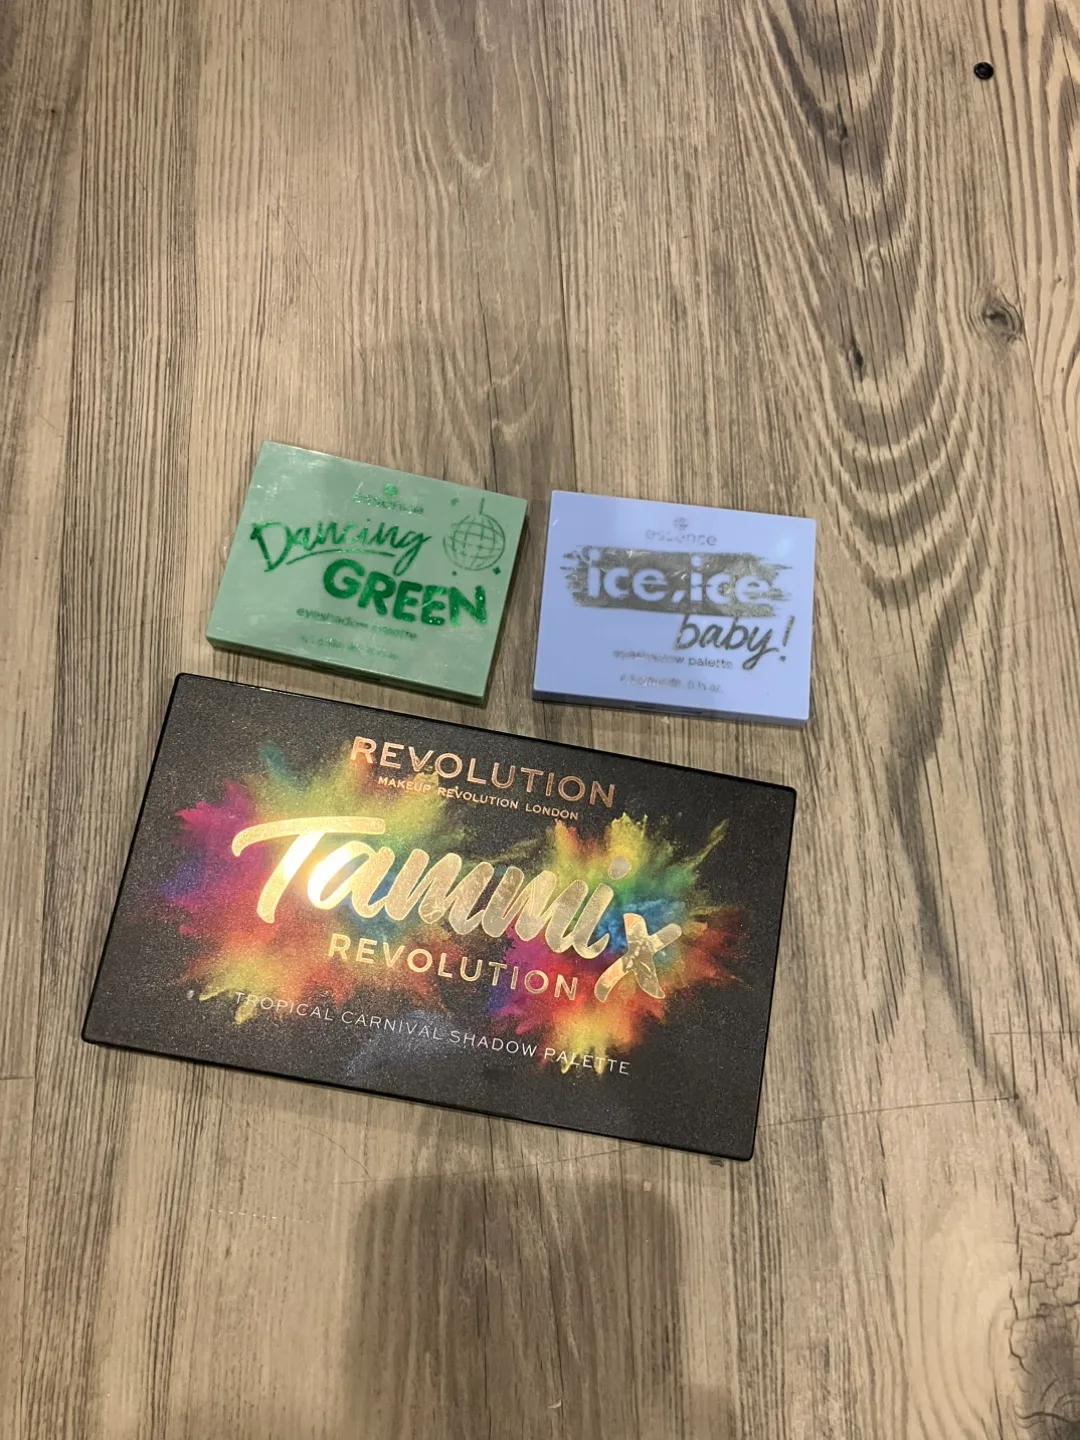 essence
Dancing
GREEN
eyeshadow palette
essence
ice, ice
baby!
eyeshadow palette
REVOLUTION
MAKEUP REVOLUTION LONDON
Tammi x
REVOLUTION
TROPICAL CARNIVAL SHADOW PALETTE